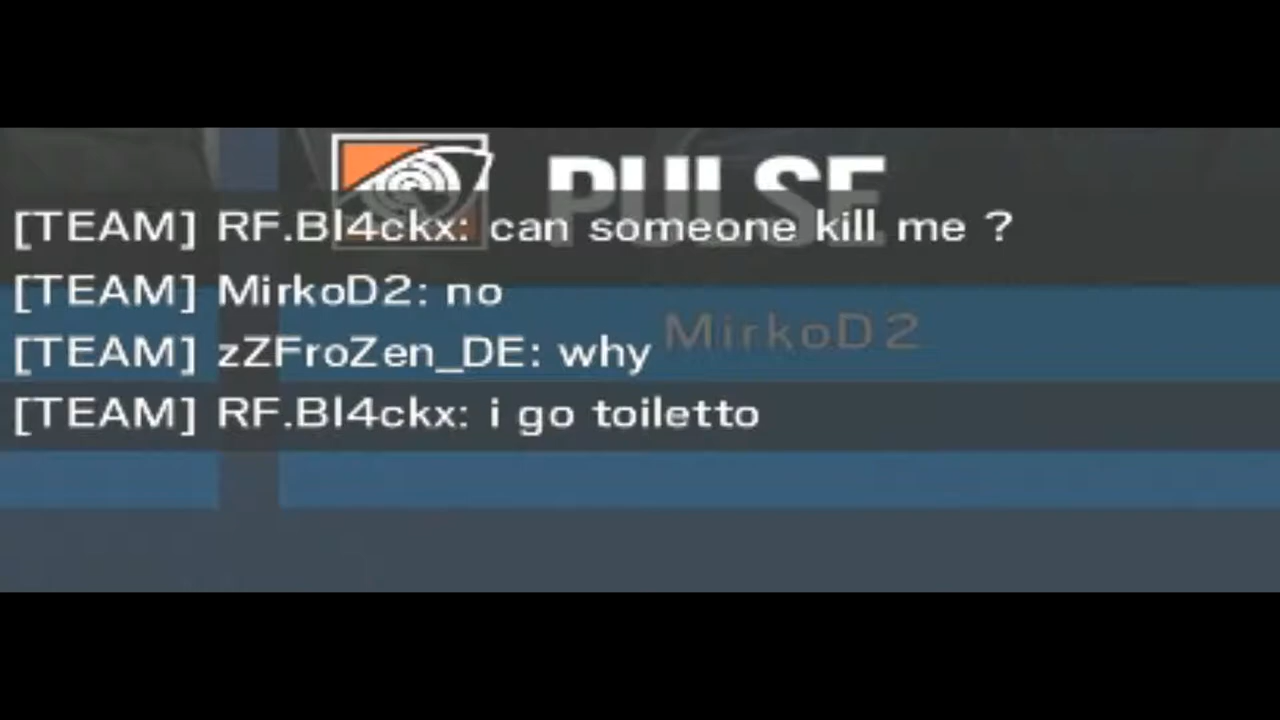 PULSE
[TEAM] RF.Bl4ckx: can someone kill me ?
[TEAM] MirkoD2: no
MirkoD2
[TEAM] zZFroZen_DE: why
[TEAM] RF.Bl4ckx: i go toiletto